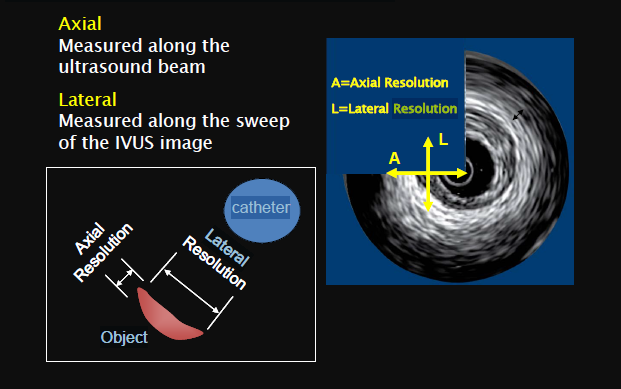 Axial
Measured along the
ultrasound beam
Lateral
Measured along the sweep
of the IVUS image
A=Axial Resolution
L=Lateral Resolution
L
A
catheter
Axial
Resolution
Lateral
Resolution
Object